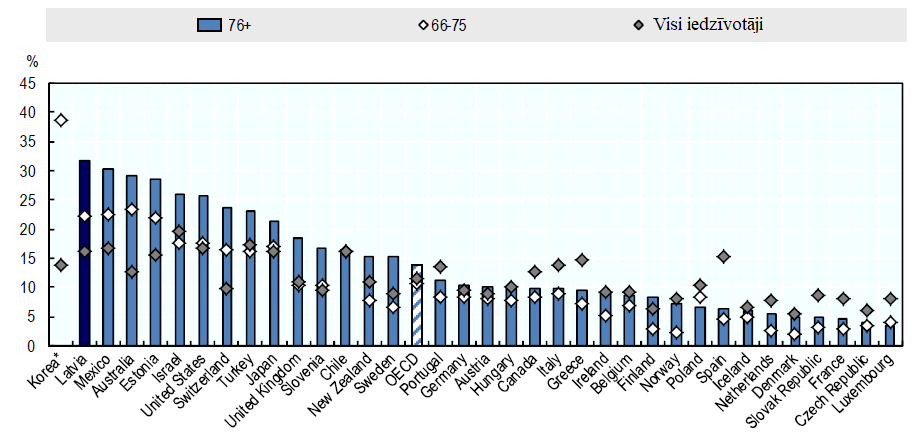 76+ 66-75 Visi iedzīvotāji
%
45
40
35
30
25
20
15
10
5
0
Korea*
Latvia
Mexico
Australia
Estonia
Israel
United States
Switzerland
Turkey
Japan
United Kingdom
Slovenia
Chile
New Zealand
Sweden
OECD
Portugal
Germany
Austria
Hungary
Canada
Italy
Greece
Ireland
Belgium
Finland
Norway
Poland
Spain
Iceland
Netherlands
Denmark
Slovak Republic
France
Czech Republic
Luxembourg